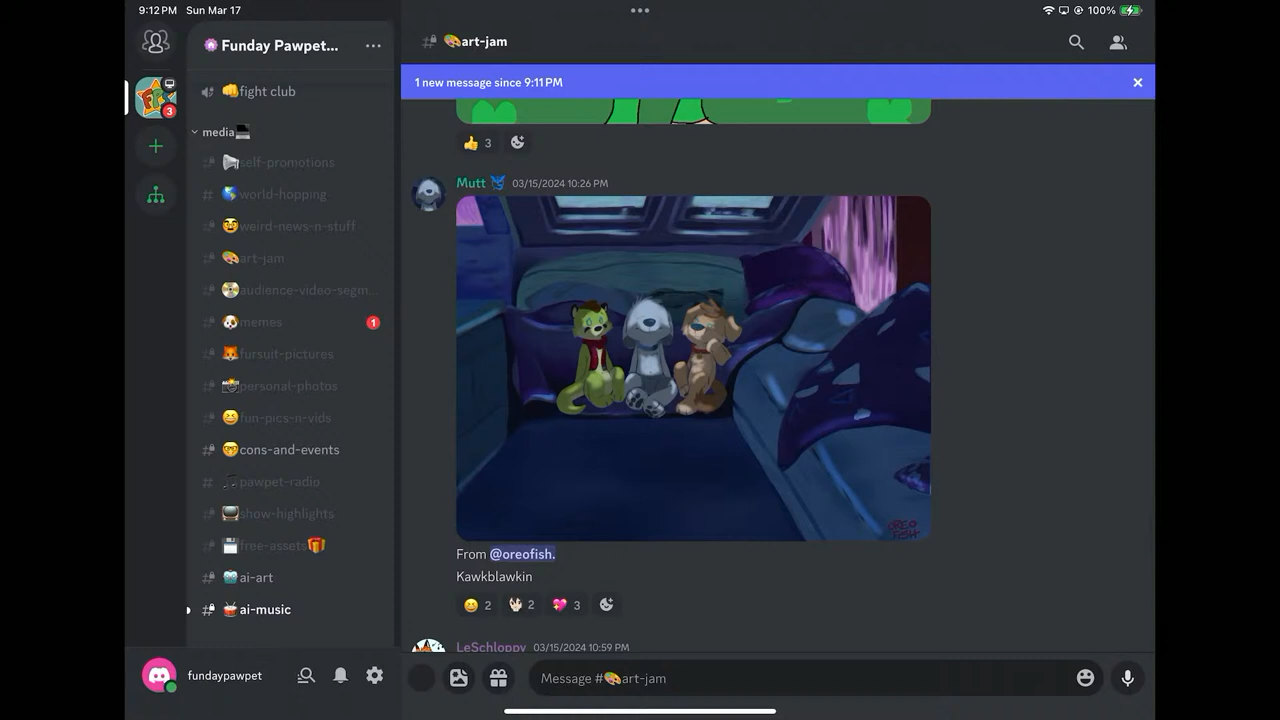 9:12 PM Sun Mar 17
100%
Funday Pawpet...
fight club
media
self-promotions
world-hopping
weird-news-n-stuff
art-jam
audience-video-segm...
memes
1
fursuit-pictures
personal-photos
fun-pics-n-vids
cons-and-events
pawpet-radio
show-highlights
free-assets
ai-art
ai-music
3
fundaypawpet
art-jam
1 new message since 9:11 PM
3
Mutt 03/15/2024 10:26 PM
OREO
FISH
From @oreofish.
Kawkblawkin
2 2 3
LeSchloppy 03/15/2024 10:59 PM
Message #art-jam